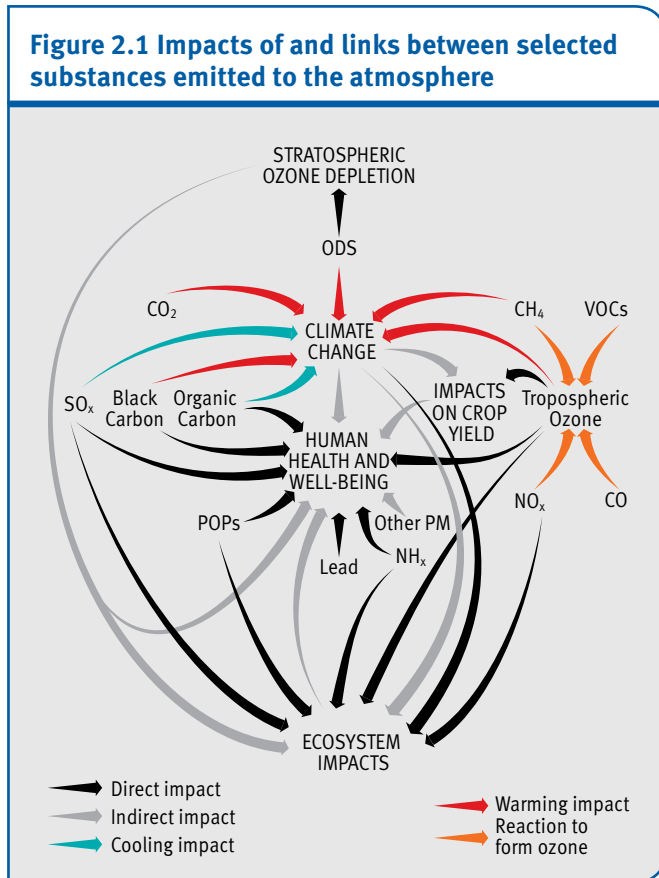 Figure 2.1 Impacts of and links between selected
substances emitted to the atmosphere
STRATOSPHERIC
OZONE DEPLETION
ODS
CO₂
CH₄
VOCs
CLIMATE
CHANGE
SOₓ
Black
Carbon
Organic
Carbon
IMPACTS
ON CROP
YIELD
Tropospheric
Ozone
HUMAN
HEALTH AND
WELL-BEING
NOₓ
CO
POPs
Other PM
Lead
NHₓ
ECOSYSTEM
IMPACTS
Direct impact
Indirect impact
Cooling impact
Warming impact
Reaction to
form ozone